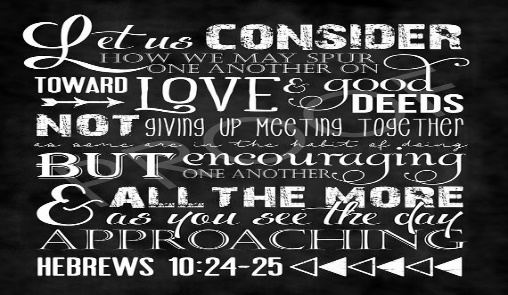 Let us CONSIDER
HOW WE MAY SPUR
ONE ANOTHER ON
TOWARD LOVE & good
DEEDS
NOT giving up meeting together
as some are in the habit of doing
BUT encouraging
ONE ANOTHER
& ALL THE MORE
as you see the day
APPROACHING
HEBREWS 10:24-25
PROOF